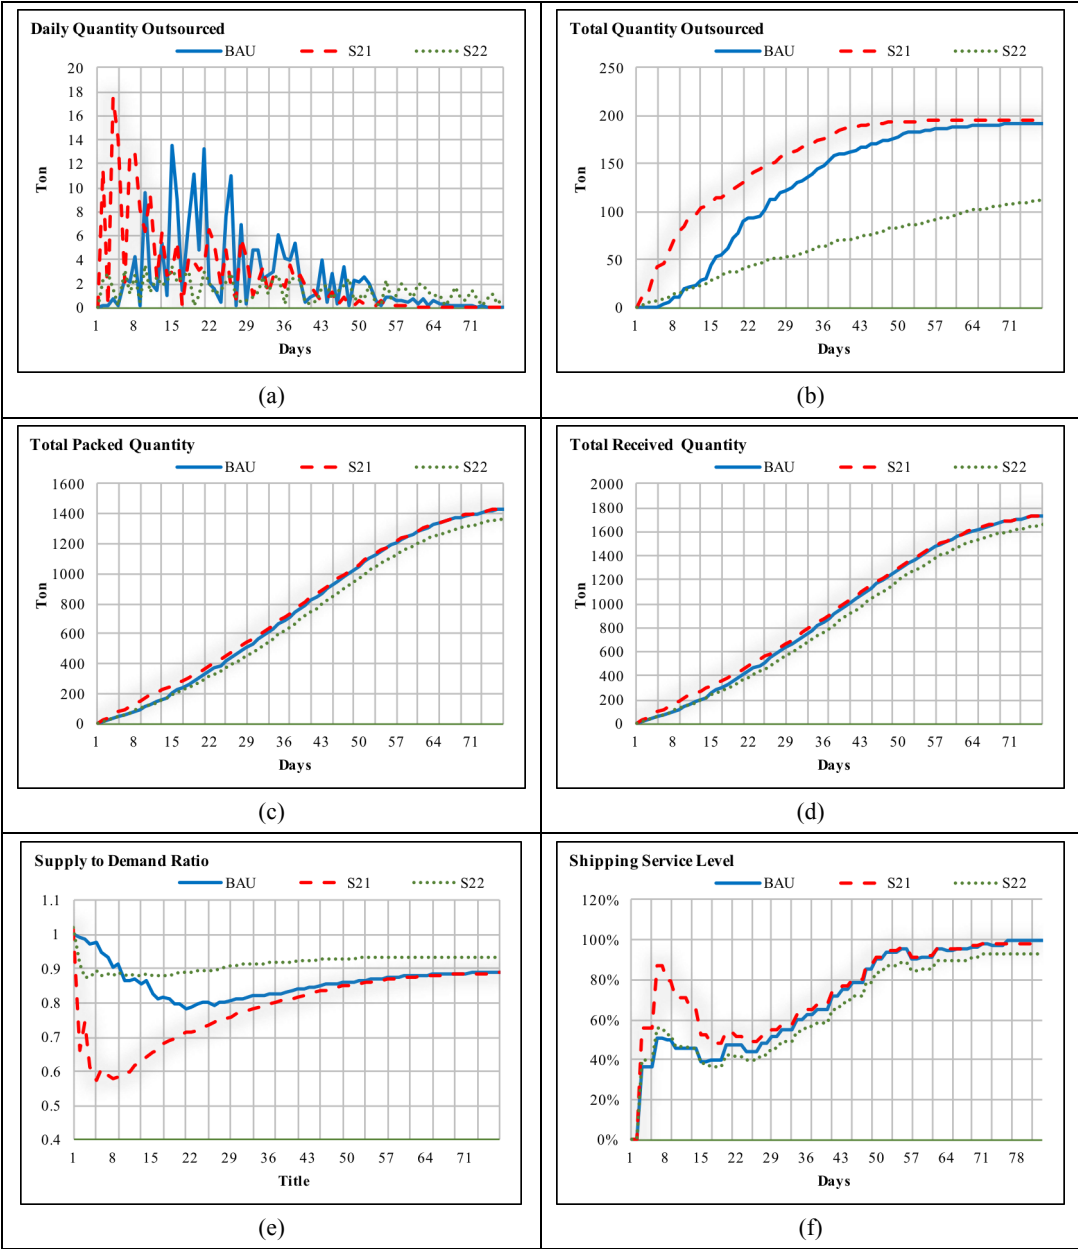 Daily Quantity Outsourced
BAU S21 S22
20
18
16
14
12
10
8
6
4
2
0
Ton
1 8 15 22 29 36 43 50 57 64 71
Days
(a)
Total Quantity Outsourced
BAU S21 S22
250
200
150
100
50
0
Ton
1 8 15 22 29 36 43 50 57 64 71
Days
(b)
Total Packed Quantity
BAU S21 S22
1600
1400
1200
1000
800
600
400
200
0
Ton
1 8 15 22 29 36 43 50 57 64 71
Days
(c)
Total Received Quantity
BAU S21 S22
2000
1800
1600
1400
1200
1000
800
600
400
200
0
Ton
1 8 15 22 29 36 43 50 57 64 71
Days
(d)
Supply to Demand Ratio
BAU S21 S22
1.1
1
0.9
0.8
0.7
0.6
0.5
0.4
1 8 15 22 29 36 43 50 57 64 71
Title
(e)
Shipping Service Level
BAU S21 S22
120%
100%
80%
60%
40%
20%
0%
1 8 15 22 29 36 43 50 57 64 71 78
Days
(f)